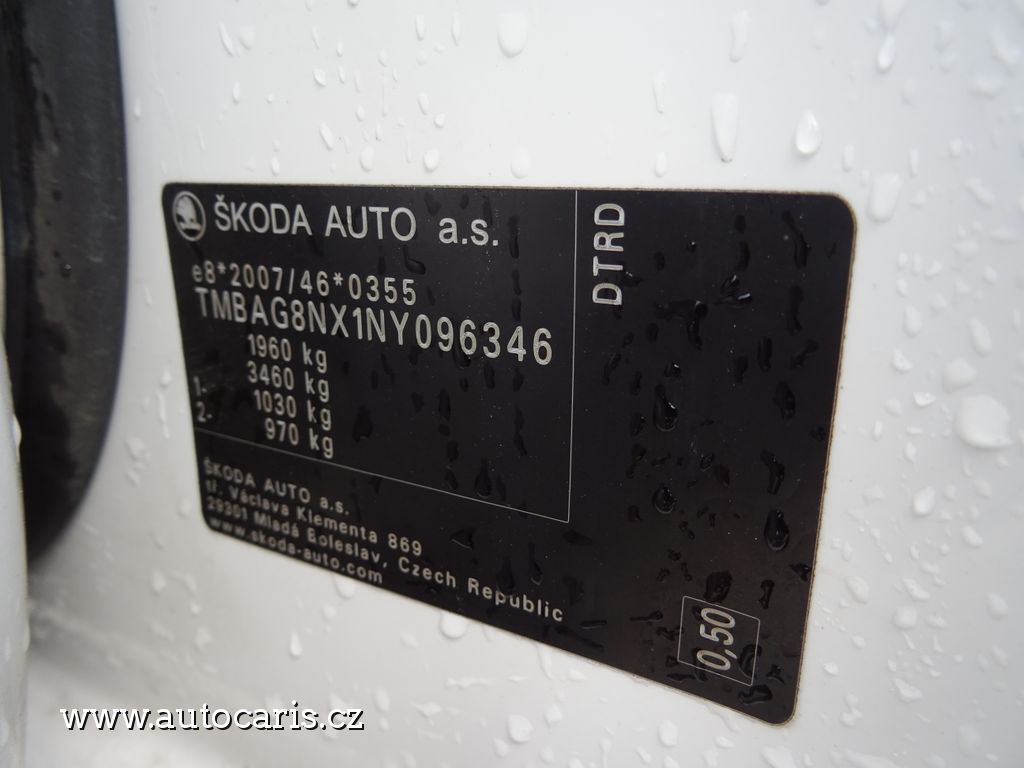 ŠKODA AUTO a.s.
e8*2007/46*0355
TMBAG8NX1NY096346
1960 kg
3460 kg
1- 1030 kg
2- 970 kg
ŠKODA AUTO a.s.
tř. Václava Klementa 869
29301 Mladá Boleslav, Czech Republic
www.skoda-auto.com
DTRD
0,50
www.autocaris.cz